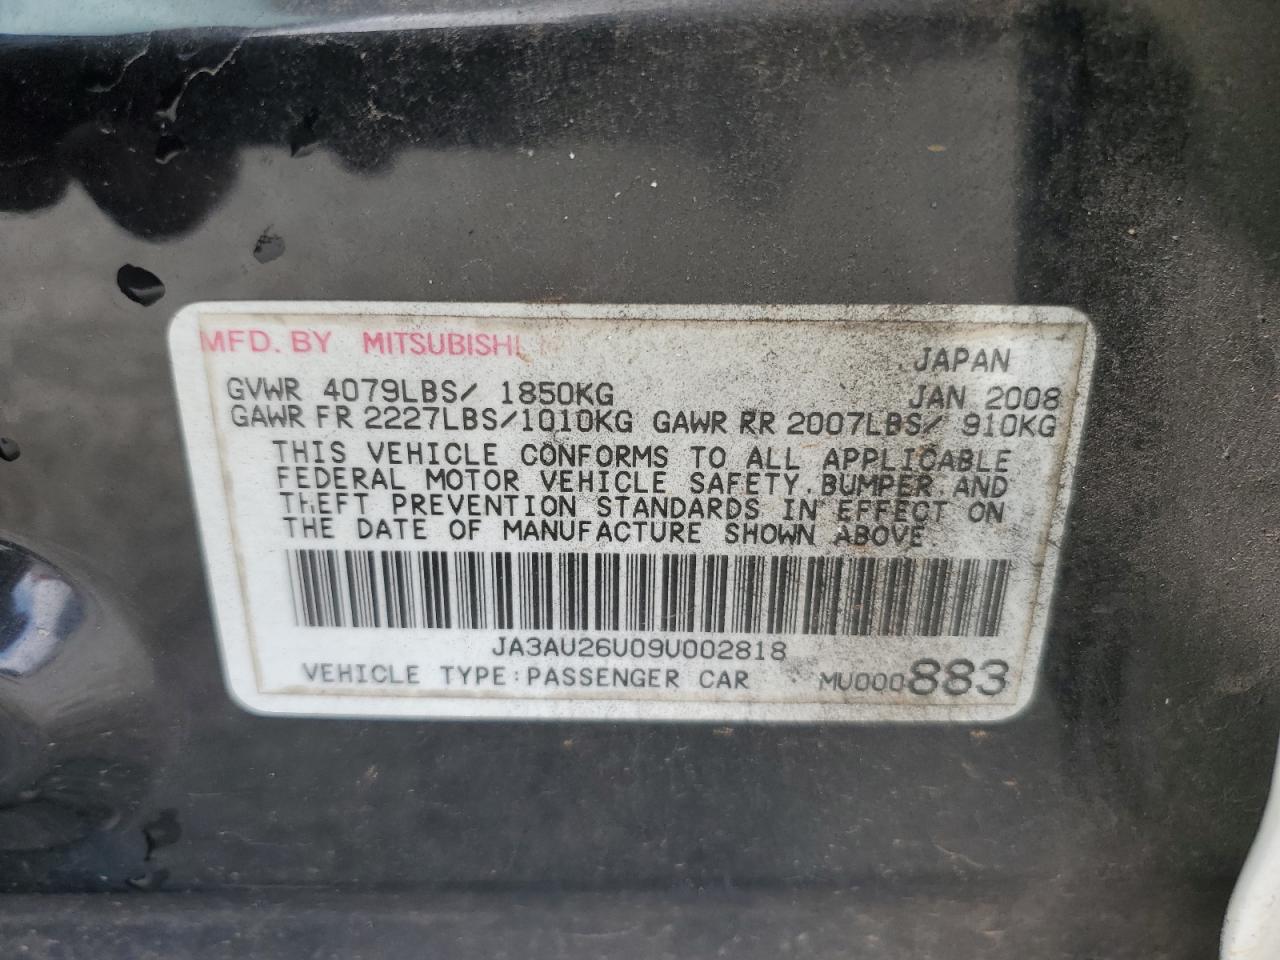 MFD. BY MITSUBISHI
JAPAN
GVWR 4079LBS/ 1850KG JAN 2008
GAWR FR 2227LBS/1010KG GAWR RR 2007LBS/ 910KG
THIS VEHICLE CONFORMS TO ALL APPLICABLE
FEDERAL MOTOR VEHICLE SAFETY, BUMPER, AND
THEFT PREVENTION STANDARDS IN EFFECT ON
THE DATE OF MANUFACTURE SHOWN ABOVE.
JA3AU26U09U002818
VEHICLE TYPE:PASSENGER CAR MU000883